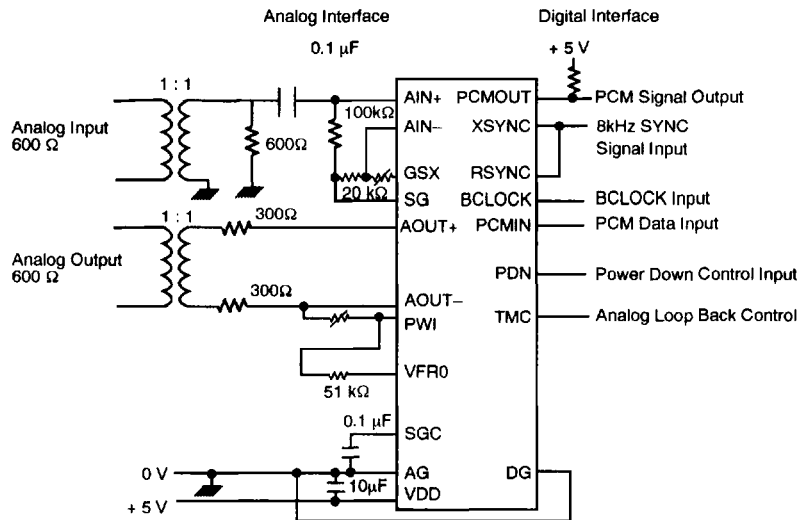 Analog Interface
Digital Interface
0.1 µF
+ 5 V
1 : 1
AIN+
PCMOUT
PCM Signal Output
100kΩ
Analog Input
600 Ω
AIN–
XSYNC
8kHz SYNC
Signal Input
600Ω
GSX
RSYNC
20 kΩ
SG
BCLOCK
BCLOCK Input
1 : 1
300Ω
AOUT+
PCMIN
PCM Data Input
Analog Output
600 Ω
PDN
Power Down Control Input
300Ω
AOUT–
PWI
TMC
Analog Loop Back Control
VFR0
51 kΩ
0.1 µF
SGC
0 V
AG
DG
10µF
VDD
+ 5 V